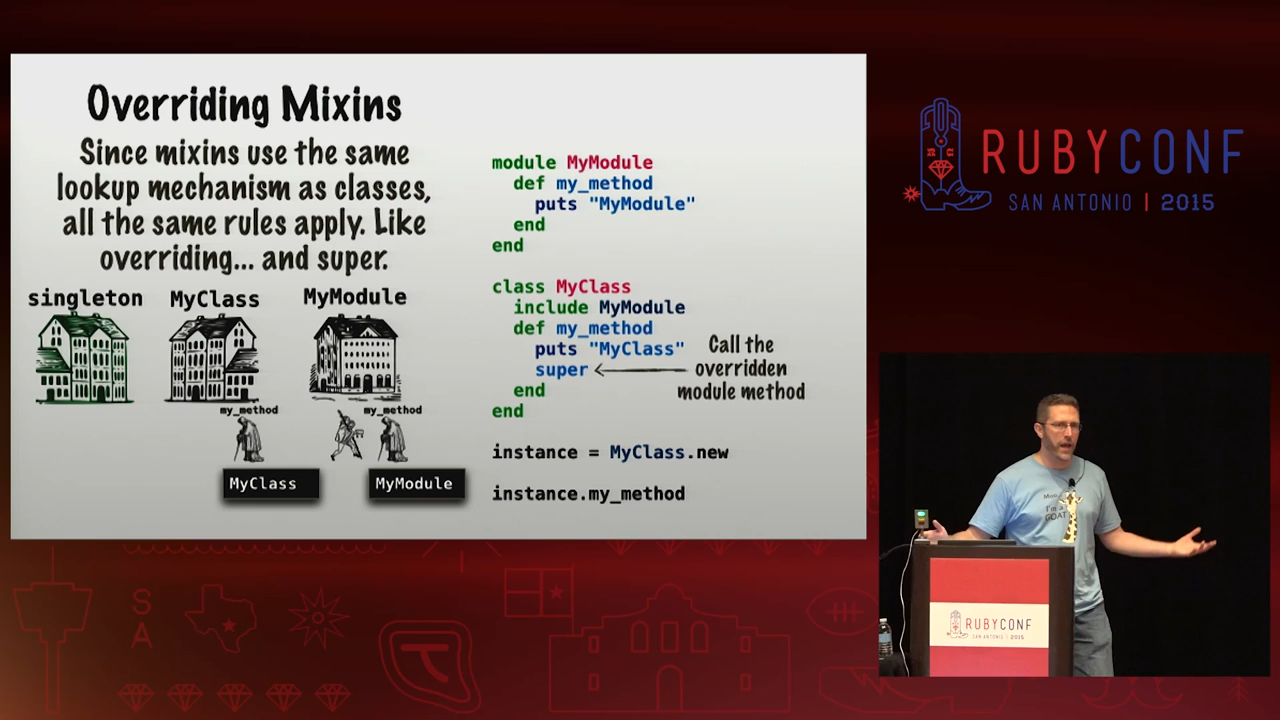 Overriding Mixins
Since mixins use the same
lookup mechanism as classes,
all the same rules apply. Like
overriding... and super.
singleton
MyClass
MyModule
my_method
my_method
MyClass
MyModule
module MyModule
def my_method
puts "MyModule"
end
end
class MyClass
include MyModule
def my_method
puts "MyClass"
super
end
end
Call the
overridden
module method
instance = MyClass.new
instance.my_method
RUBYCONF
SAN ANTONIO | 2015
I'm a
GOAT
RUBYCONF
SAN ANTONIO | 2015
S
A